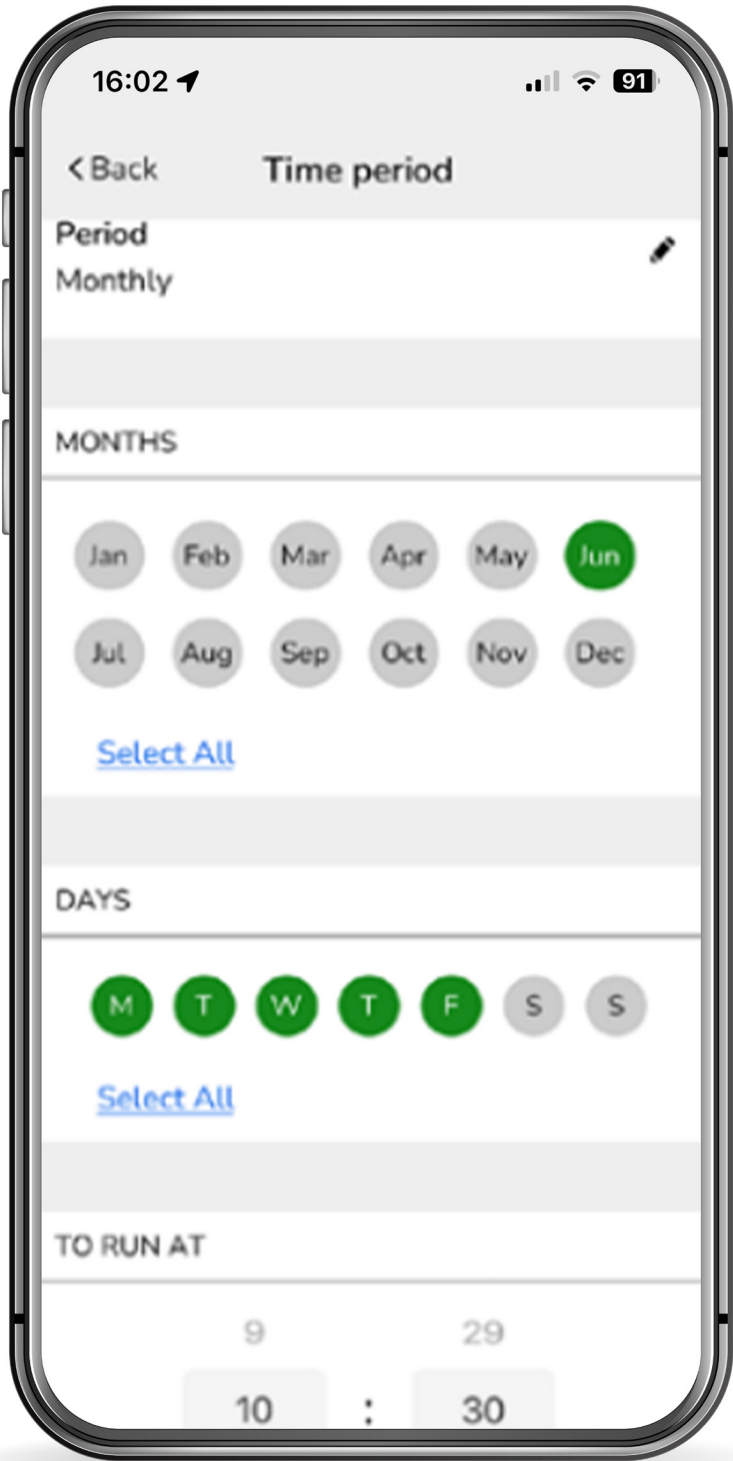 16:02 91
Back Time period
Period
Monthly
MONTHS
Jan Feb Mar Apr May Jun
Jul Aug Sep Oct Nov Dec
Select All
DAYS
M T W T F S S
Select All
TO RUN AT
9 29
10 : 30